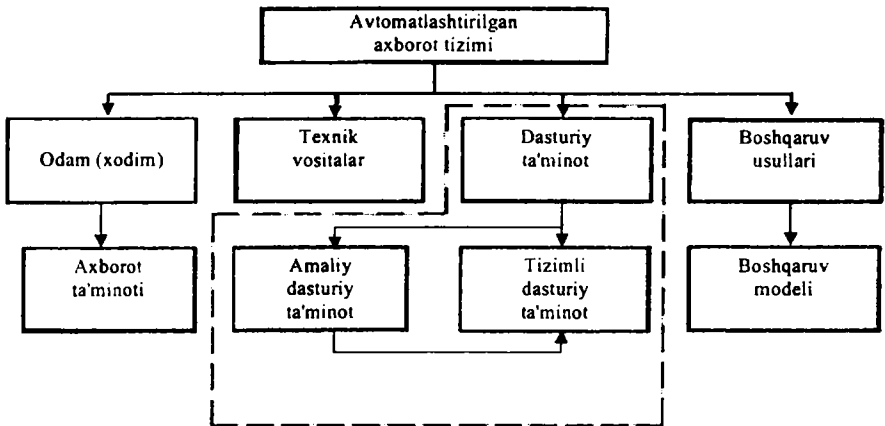 Avtomatlashtirilgan
axborot tizimi
Odam (xodim)
Texnik
vositalar
Dasturiy
ta'minot
Boshqaruv
usullari
Axborot
ta'minoti
Amaliy
dasturiy
ta'minot
Tizimli
dasturiy
ta'minot
Boshqaruv
modeli